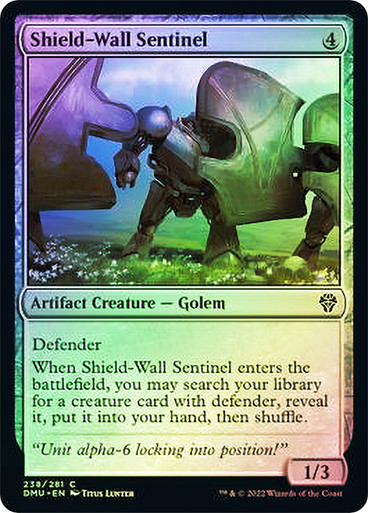 Shield-Wall Sentinel
4
Artifact Creature — Golem
Defender
When Shield-Wall Sentinel enters the
battlefield, you may search your library
for a creature card with defender, reveal
it, put it into your hand, then shuffle.
“Unit alpha-6 locking into position!”
1/3
238/281 C
DMU • EN Titus Lunter
™ & © 2022 Wizards of the Coast